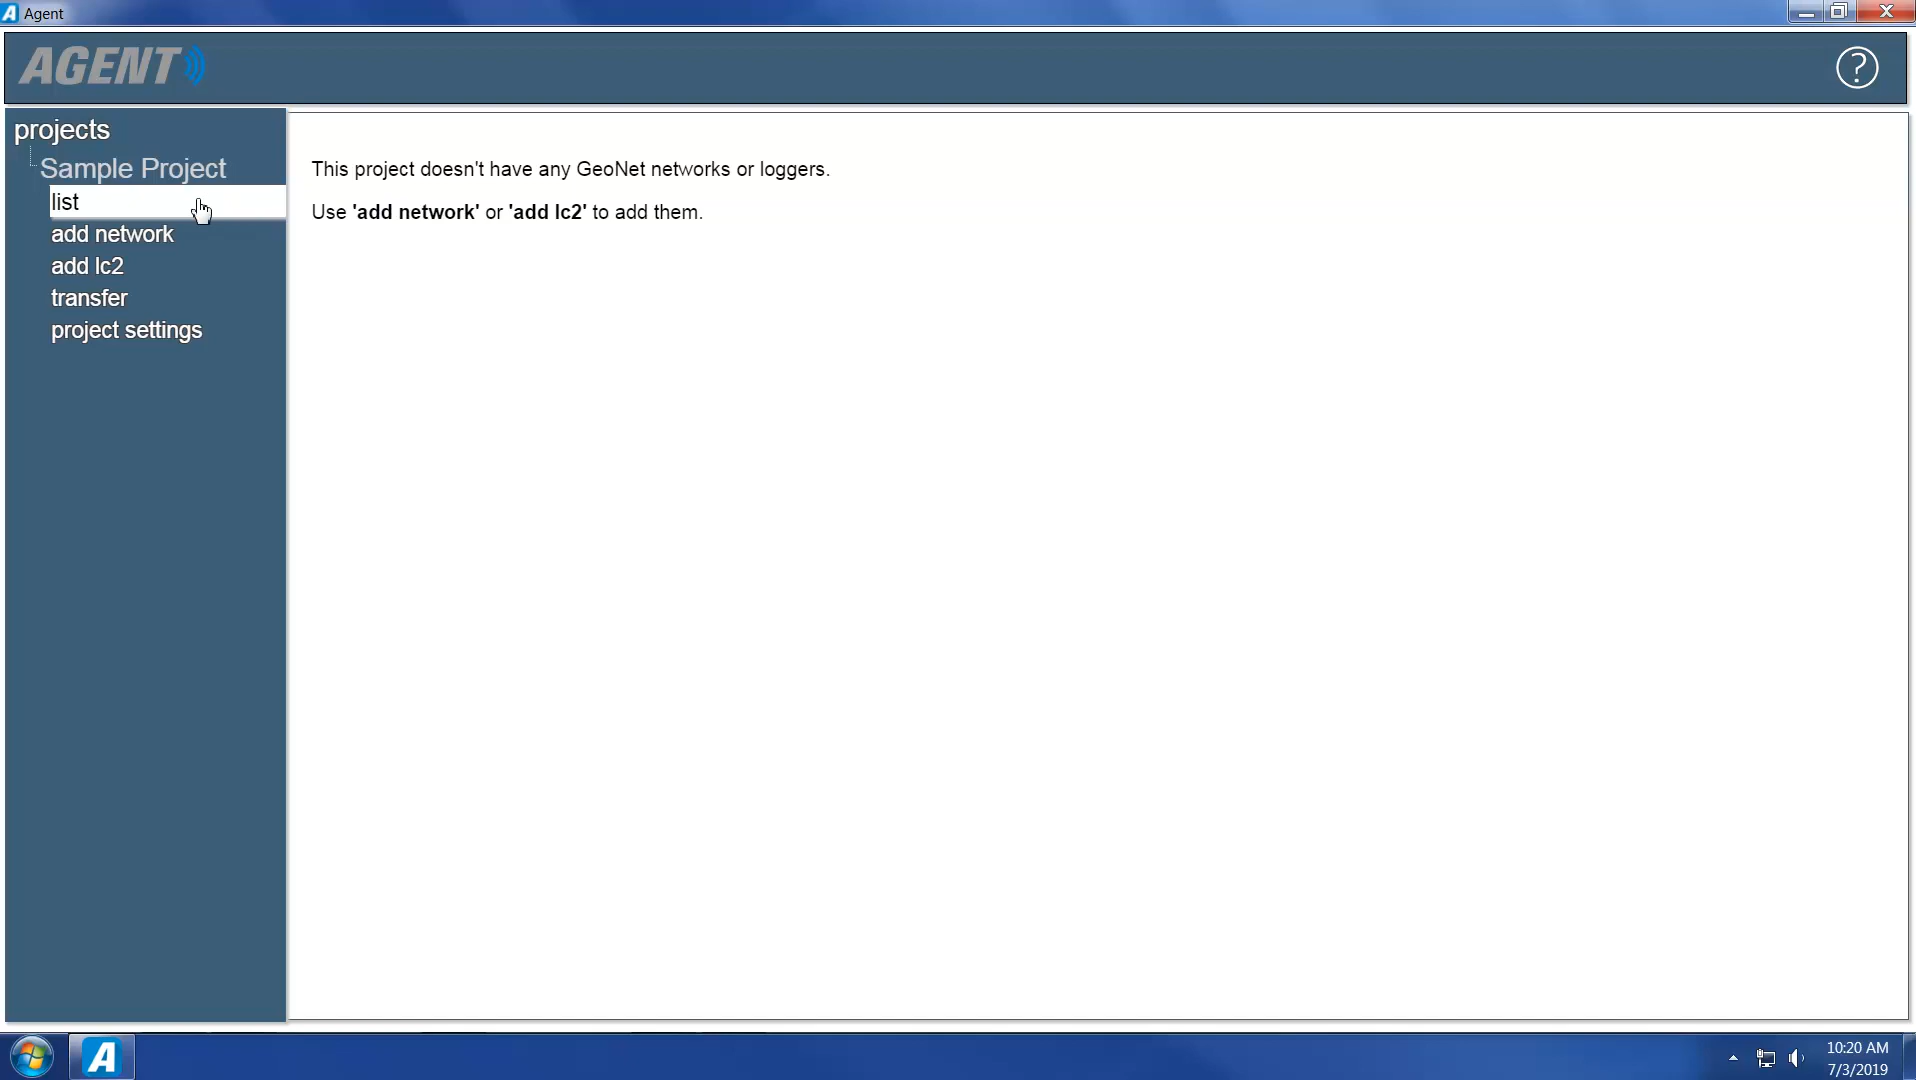 Agent
AGENT
?
projects
Sample Project
list
add network
add lc2
transfer
project settings
This project doesn't have any GeoNet networks or loggers.
Use 'add network' or 'add lc2' to add them.
10:20 AM
7/3/2019